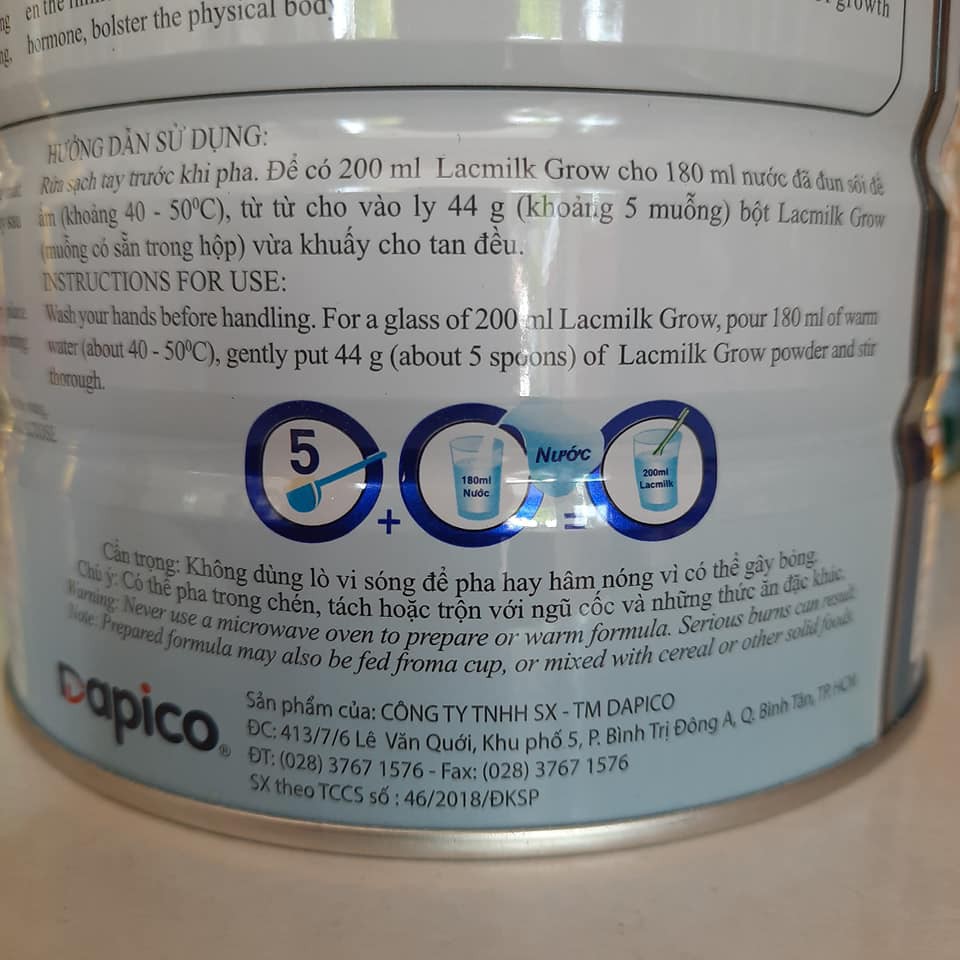 en the
growth
ng
hormone, bolster the physical body
ng,
HƯỚNG DẪN SỬ DỤNG:
Rửa sạch tay trước khi pha. Để có 200 ml Lacmilk Grow cho 180 ml nước đã đun sôi để
ấm (khoảng 40 - 50⁰C), từ từ cho vào ly 44 g (khoảng 5 muỗng) bột Lacmilk Grow
(muỗng có sẵn trong hộp) vừa khuấy cho tan đều.
INSTRUCTIONS FOR USE:
Wash your hands before handling. For a glass of 200 ml Lacmilk Grow, pour 180 ml of warm
water (about 40 - 50⁰C), gently put 44 g (about 5 spoons) of Lacmilk Grow powder and stir
thorough.
5
+
180ml
Nước
Nước
=
200ml
Lacmilk
Cẩn trọng: Không dùng lò vi sóng để pha hay hâm nóng vì có thể gây bỏng.
Chú ý: Có thể pha trong chén, tách hoặc trộn với ngũ cốc và những thức ăn đặc khác.
Warning: Never use a microwave oven to prepare or warm formula. Serious burns can result.
Note: Prepared formula may also be fed froma cup, or mixed with cereal or other solid foods.
Dapico®
Sản phẩm của: CÔNG TY TNHH SX - TM DAPICO
ĐC: 413/7/6 Lê Văn Quới, Khu phố 5, P. Bình Trị Đông A, Q. Bình Tân, TP. HCM
ĐT: (028) 3767 1576 - Fax: (028) 3767 1576
SX theo TCCS số : 46/2018/ĐKSP